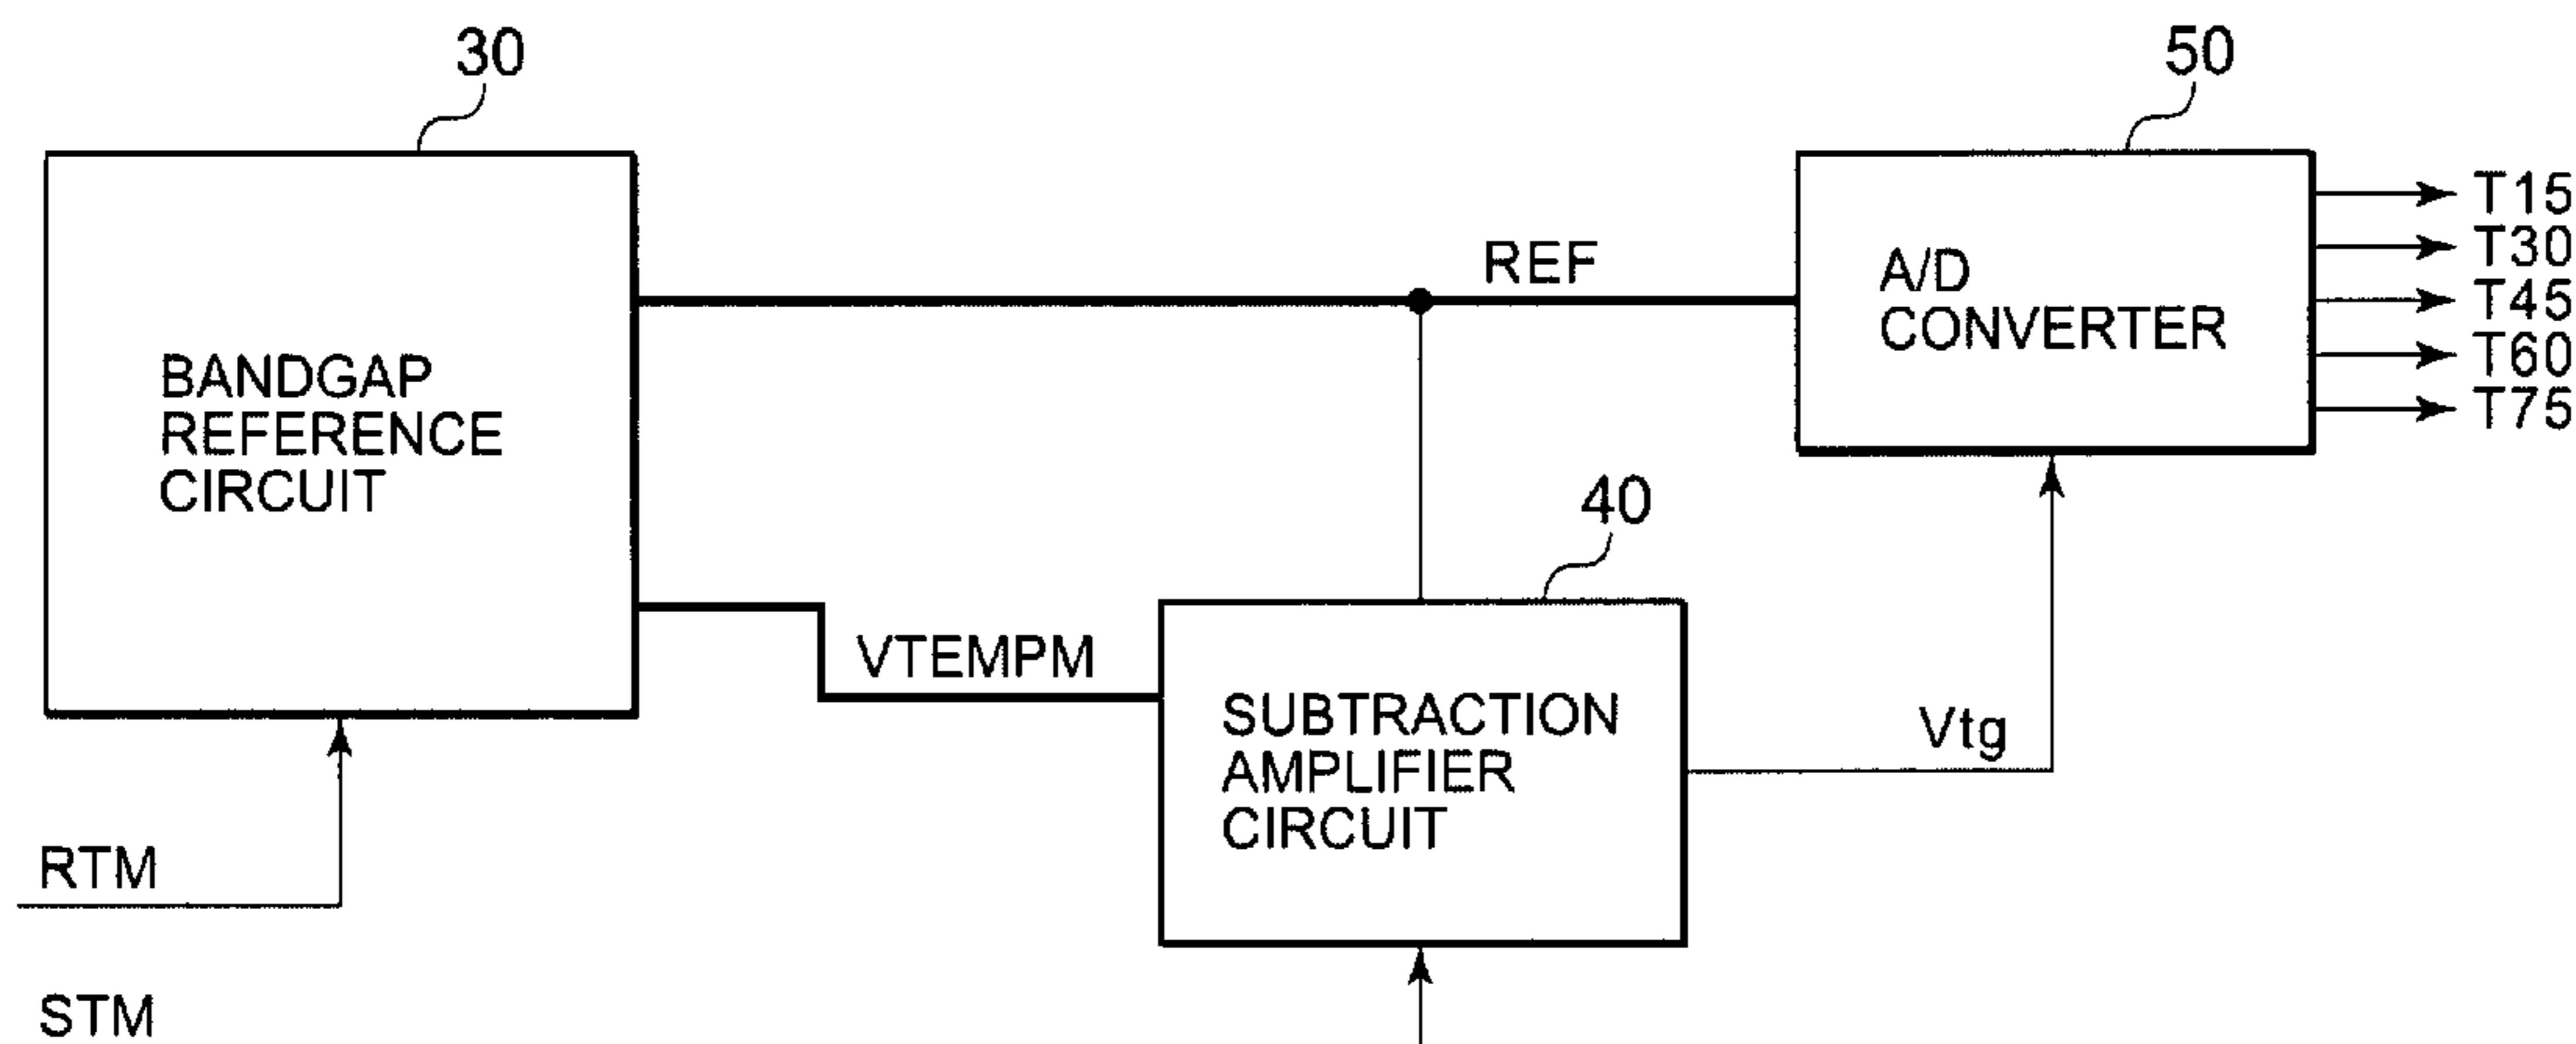 30
50
BANDGAP
REFERENCE
CIRCUIT
REF
A/D
CONVERTER
T15
T30
T45
T60
T75
40
VTEMPM
SUBTRACTION
AMPLIFIER
CIRCUIT
Vtg
RTM
STM